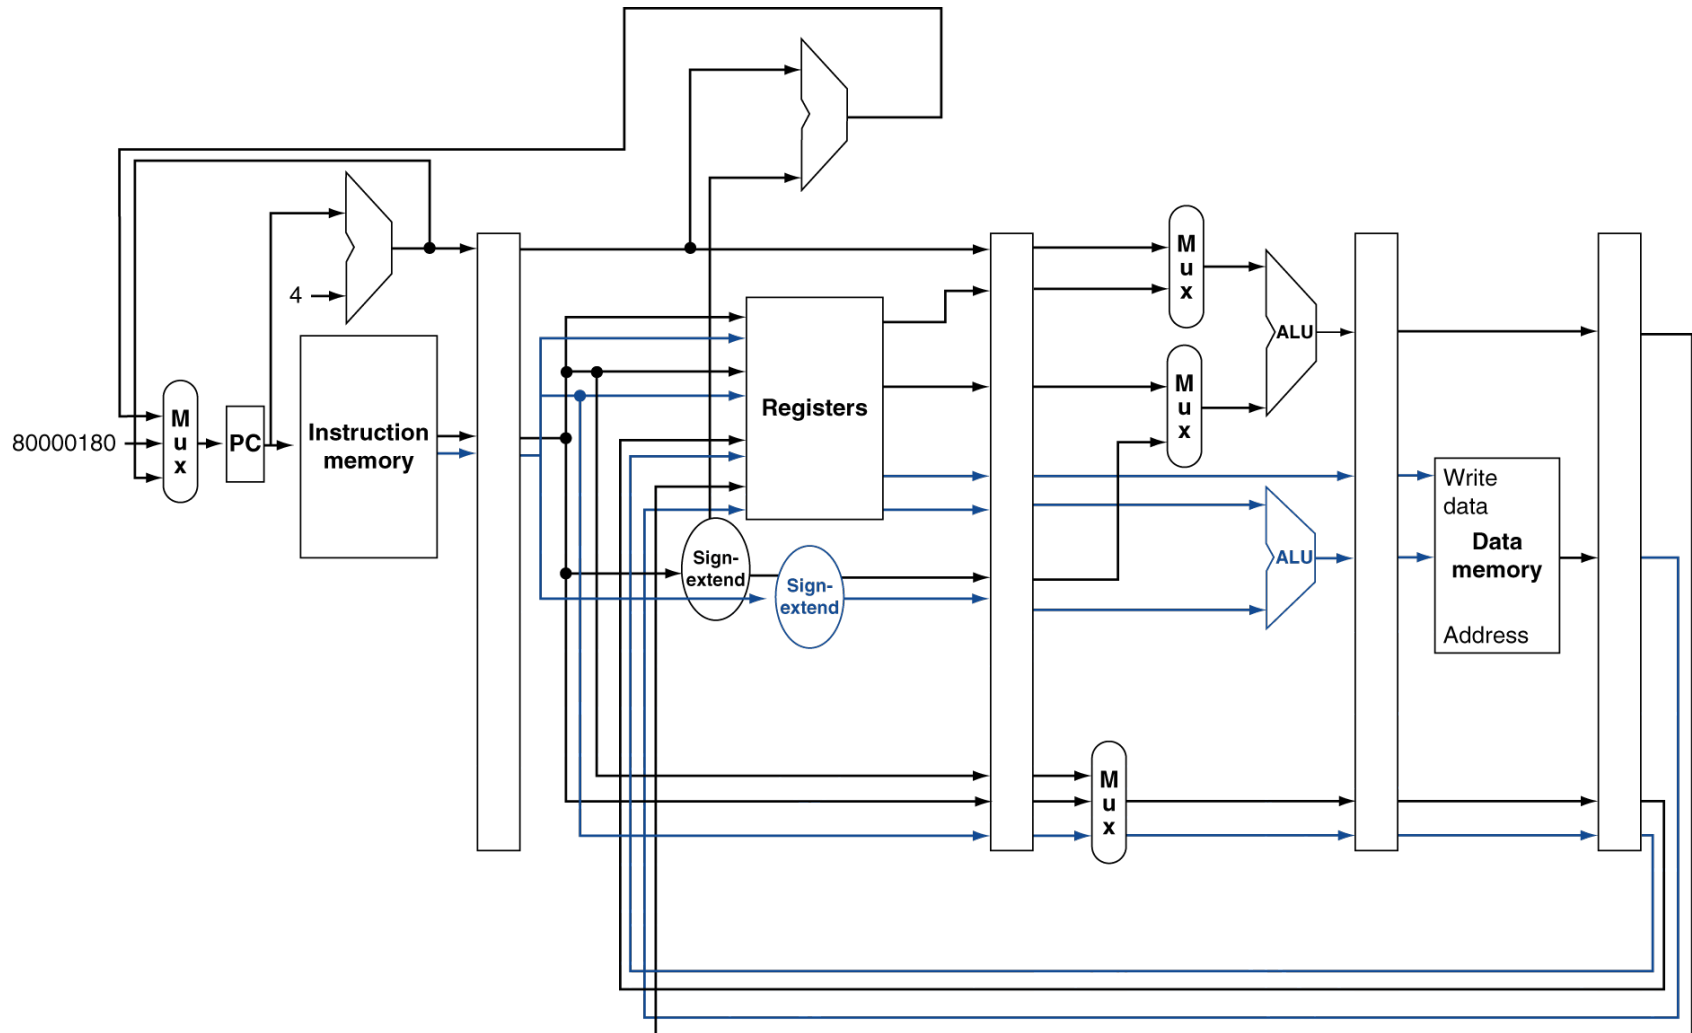 4
80000180
M
u
x
PC
Instruction
memory
Registers
Sign-
extend
Sign-
extend
M
u
x
M
u
x
ALU
ALU
M
u
x
Write
data
Data
memory
Address